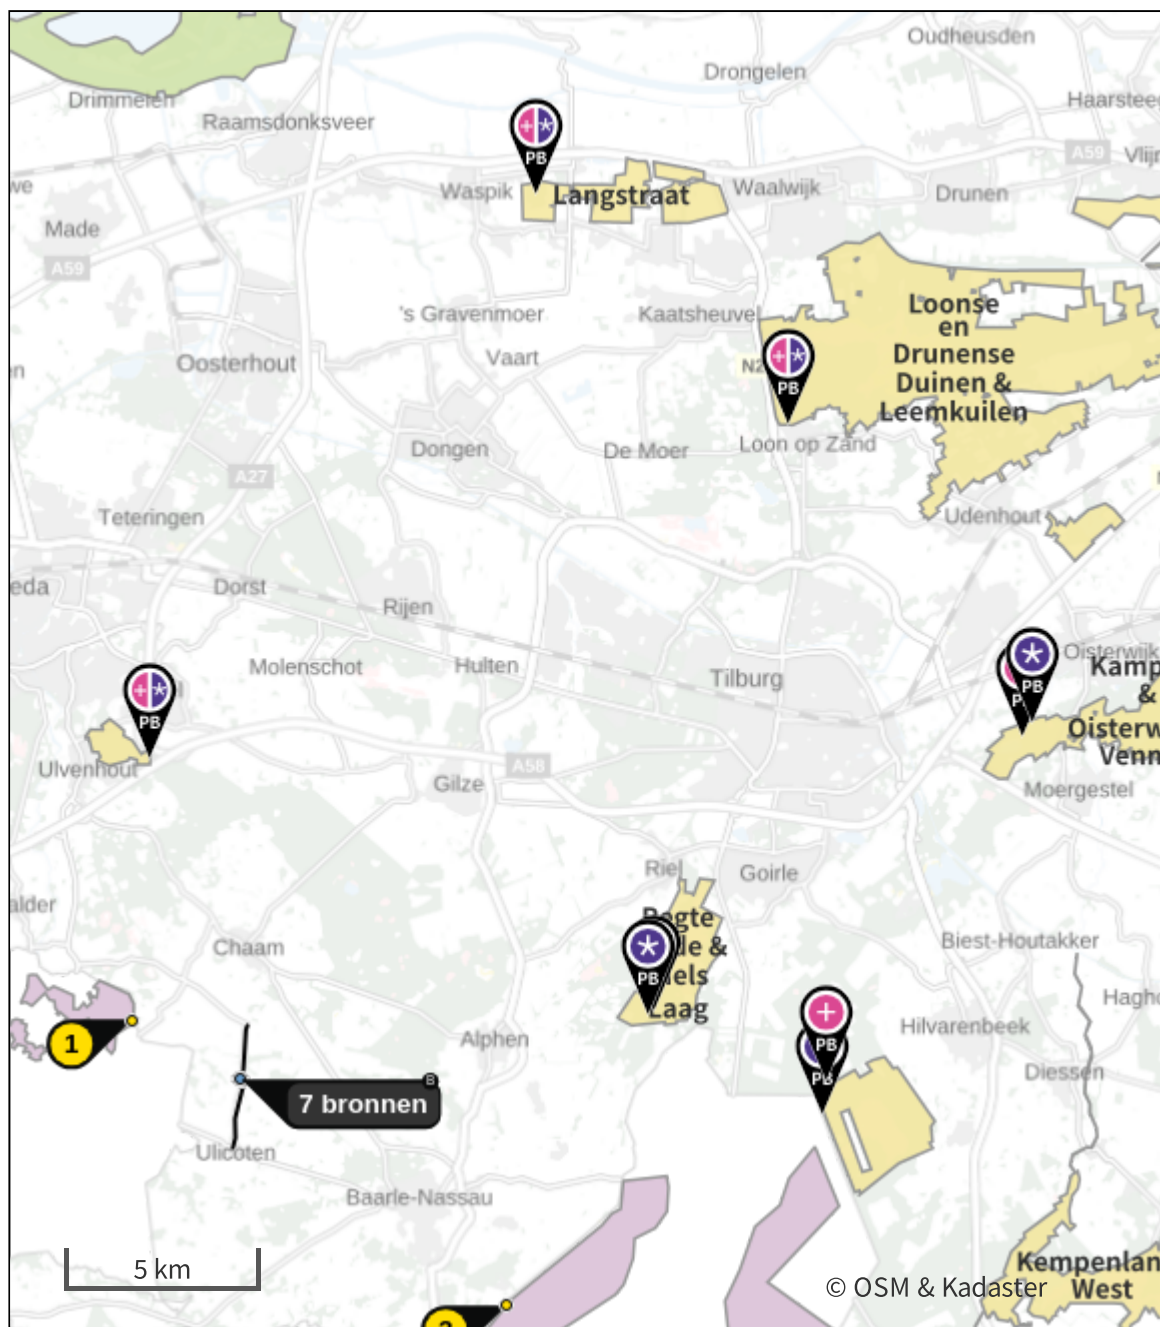 Oudheusden
Drongelen
Drimmelen
Haarsteeg
Raamsdonksveer
A59
PB
Waspik
Langstraat
Waalwijk
Drunen
Made
A59
's Gravenmoer
Kaatsheuvel
Loonse
en
Drunense
Duinen &
Leemkuilen
Vaart
Oosterhout
PB
Dongen
De Moer
Loon op Zand
A27
Teteringen
Udenhout
Dorst
Rijen
Molenschot
Hulten
Tilburg
Oisterwijk
PB
PB
Ulvenhout
A58
Gilze
Moergestel
Riel
Goirle
Chaam
Biest-Houtakker
PB
Laag
1
PB
PB
Hilvarenbeek
Alphen
Diessen
B
7 bronnen
Ulicoten
Baarle-Nassau
5 km
West
© OSM & Kadaster